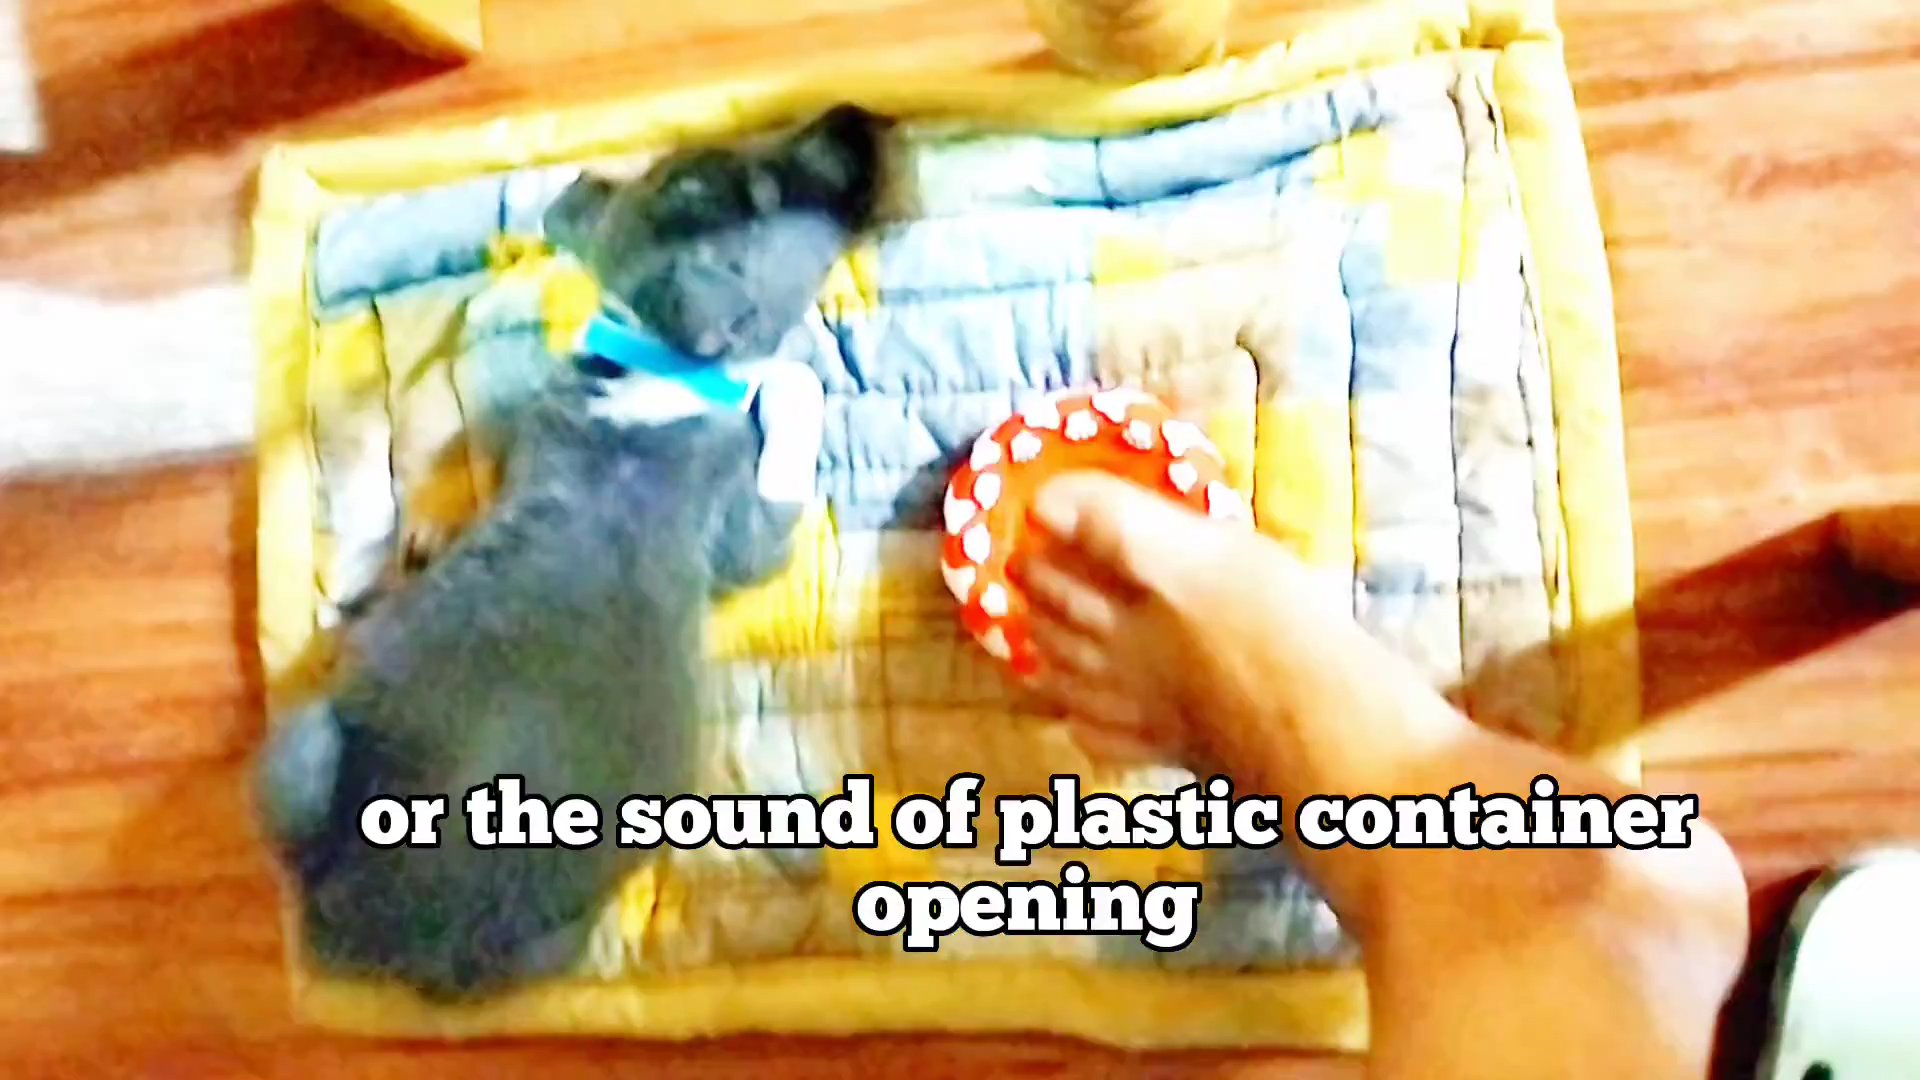 or the sound of plastic container
opening